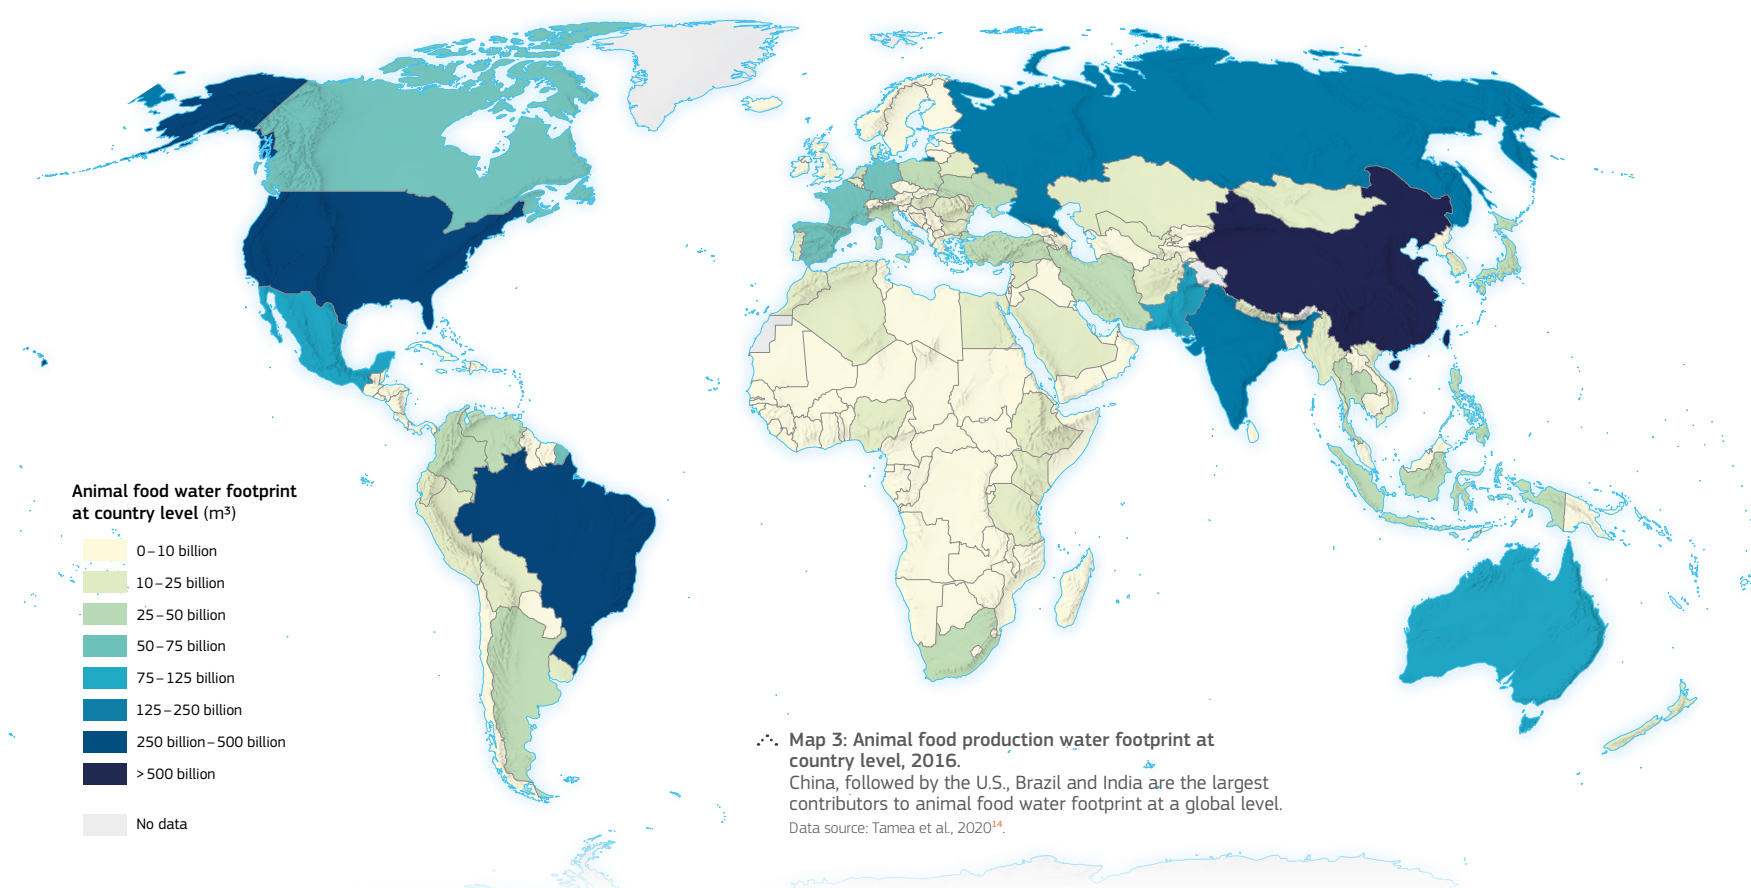 Animal food water footprint
at country level (m³)
0–10 billion
10–25 billion
25–50 billion
50–75 billion
75–125 billion
125–250 billion
250 billion–500 billion
>500 billion
No data
Map 3: Animal food production water footprint at
country level, 2016.
China, followed by the U.S., Brazil and India are the largest
contributors to animal food water footprint at a global level.
Data source: Tamea et al., 2020¹⁴.